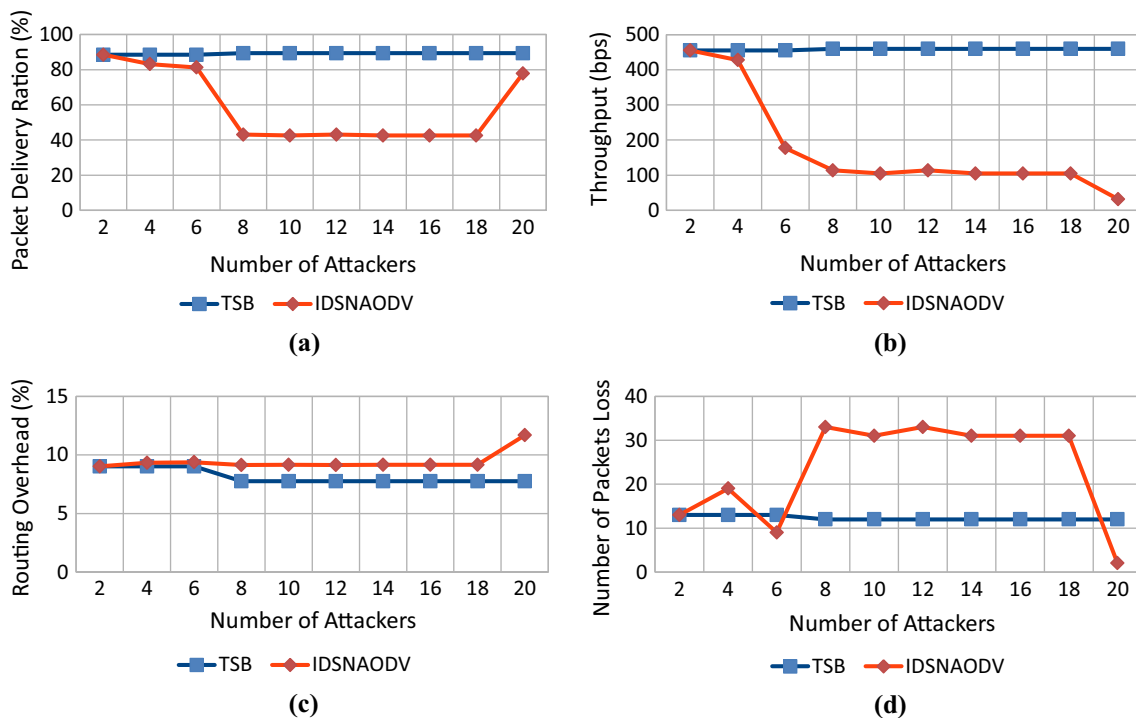 Packet Delivery Ration (%)
100
80
60
40
20
0
2 4 6 8 10 12 14 16 18 20
Number of Attackers
TSB IDSNAODV
(a)
Throughput (bps)
500
400
300
200
100
0
2 4 6 8 10 12 14 16 18 20
Number of Attackers
TSB IDSNAODV
(b)
Routing Overhead (%)
15
10
5
0
2 4 6 8 10 12 14 16 18 20
Number of Attackers
TSB IDSNAODV
(c)
Number of Packets Loss
40
30
20
10
0
2 4 6 8 10 12 14 16 18 20
Number of Attackers
TSB IDSNAODV
(d)